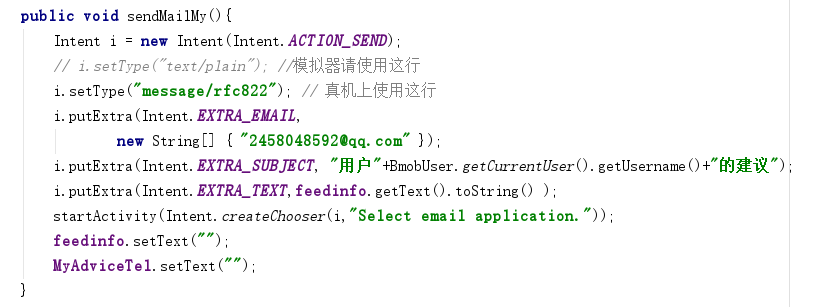 public void sendMailMy(){
Intent i = new Intent(Intent.ACTION_SEND);
// i.setType("text/plain"); //模拟器请使用这行
i.setType("message/rfc822"); // 真机上使用这行
i.putExtra(Intent.EXTRA_EMAIL,
new String[] { "2458048592@qq.com" });
i.putExtra(Intent.EXTRA_SUBJECT, "用户"+BmobUser.getCurrentUser().getUsername()+"的建议");
i.putExtra(Intent.EXTRA_TEXT,feedinfo.getText().toString() );
startActivity(Intent.createChooser(i,"Select email application."));
feedinfo.setText("");
MyAdviceTel.setText("");
}